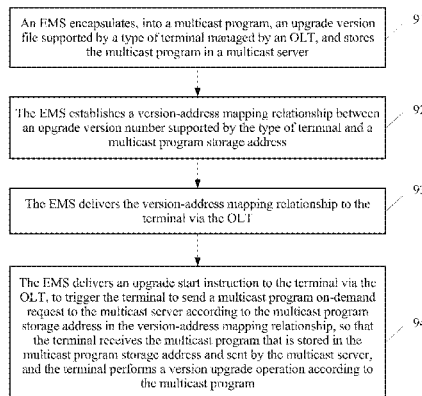 An EMS encapsulates, into a multicast program, an upgrade version
file supported by a type of terminal managed by an OLT, and stores
the multicast program in a multicast server
9
The EMS establishes a version-address mapping relationship between
an upgrade version number supported by the type of terminal and a
multicast program storage address
92
The EMS delivers the version-address mapping relationship to the
terminal via the OLT
93
The EMS delivers an upgrade start instruction to the terminal via the
OLT, to trigger the terminal to send a multicast program on-demand
request to the multicast server according to the multicast program
storage address in the version-address mapping relationship, so that
the terminal receives the multicast program that is stored in the
multicast program storage address and sent by the multicast server,
and the terminal performs a version upgrade operation according to
the multicast program
94